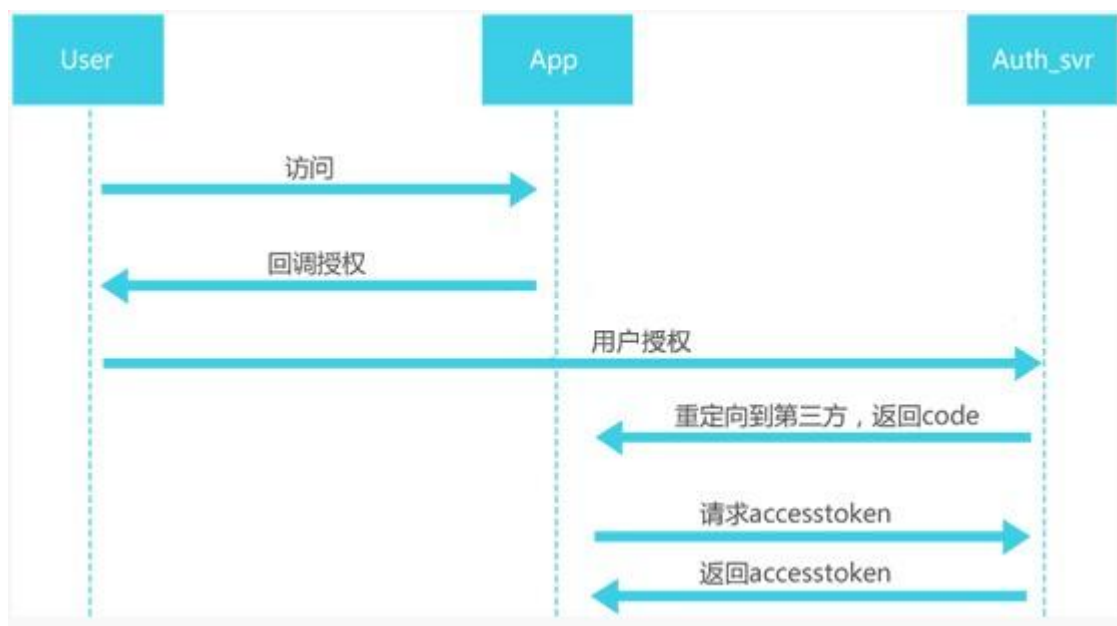 User
App
Auth_svr
访问
回调授权
用户授权
重定向到第三方，返回code
请求accesstoken
返回accesstoken